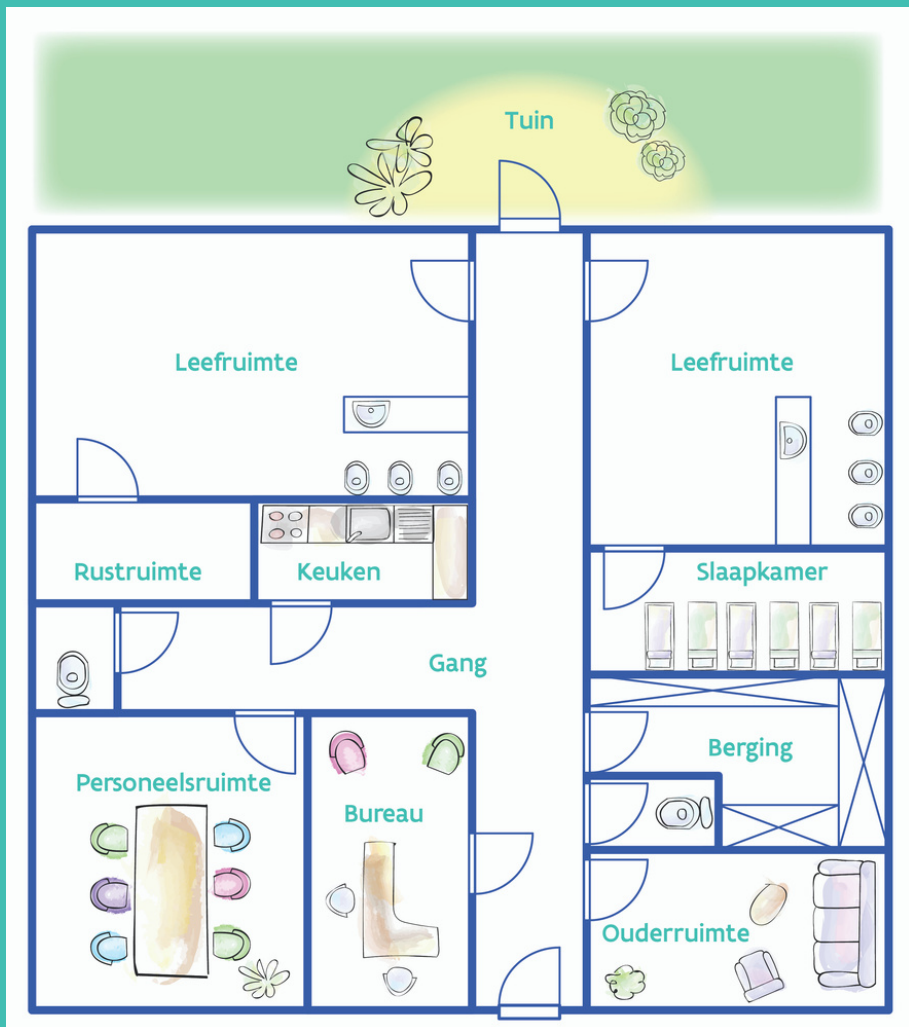 Tuin
Leefruimte
Leefruimte
Rustruimte
Keuken
Slaapkamer
Gang
Berging
Personeelsruimte
Bureau
Ouderruimte